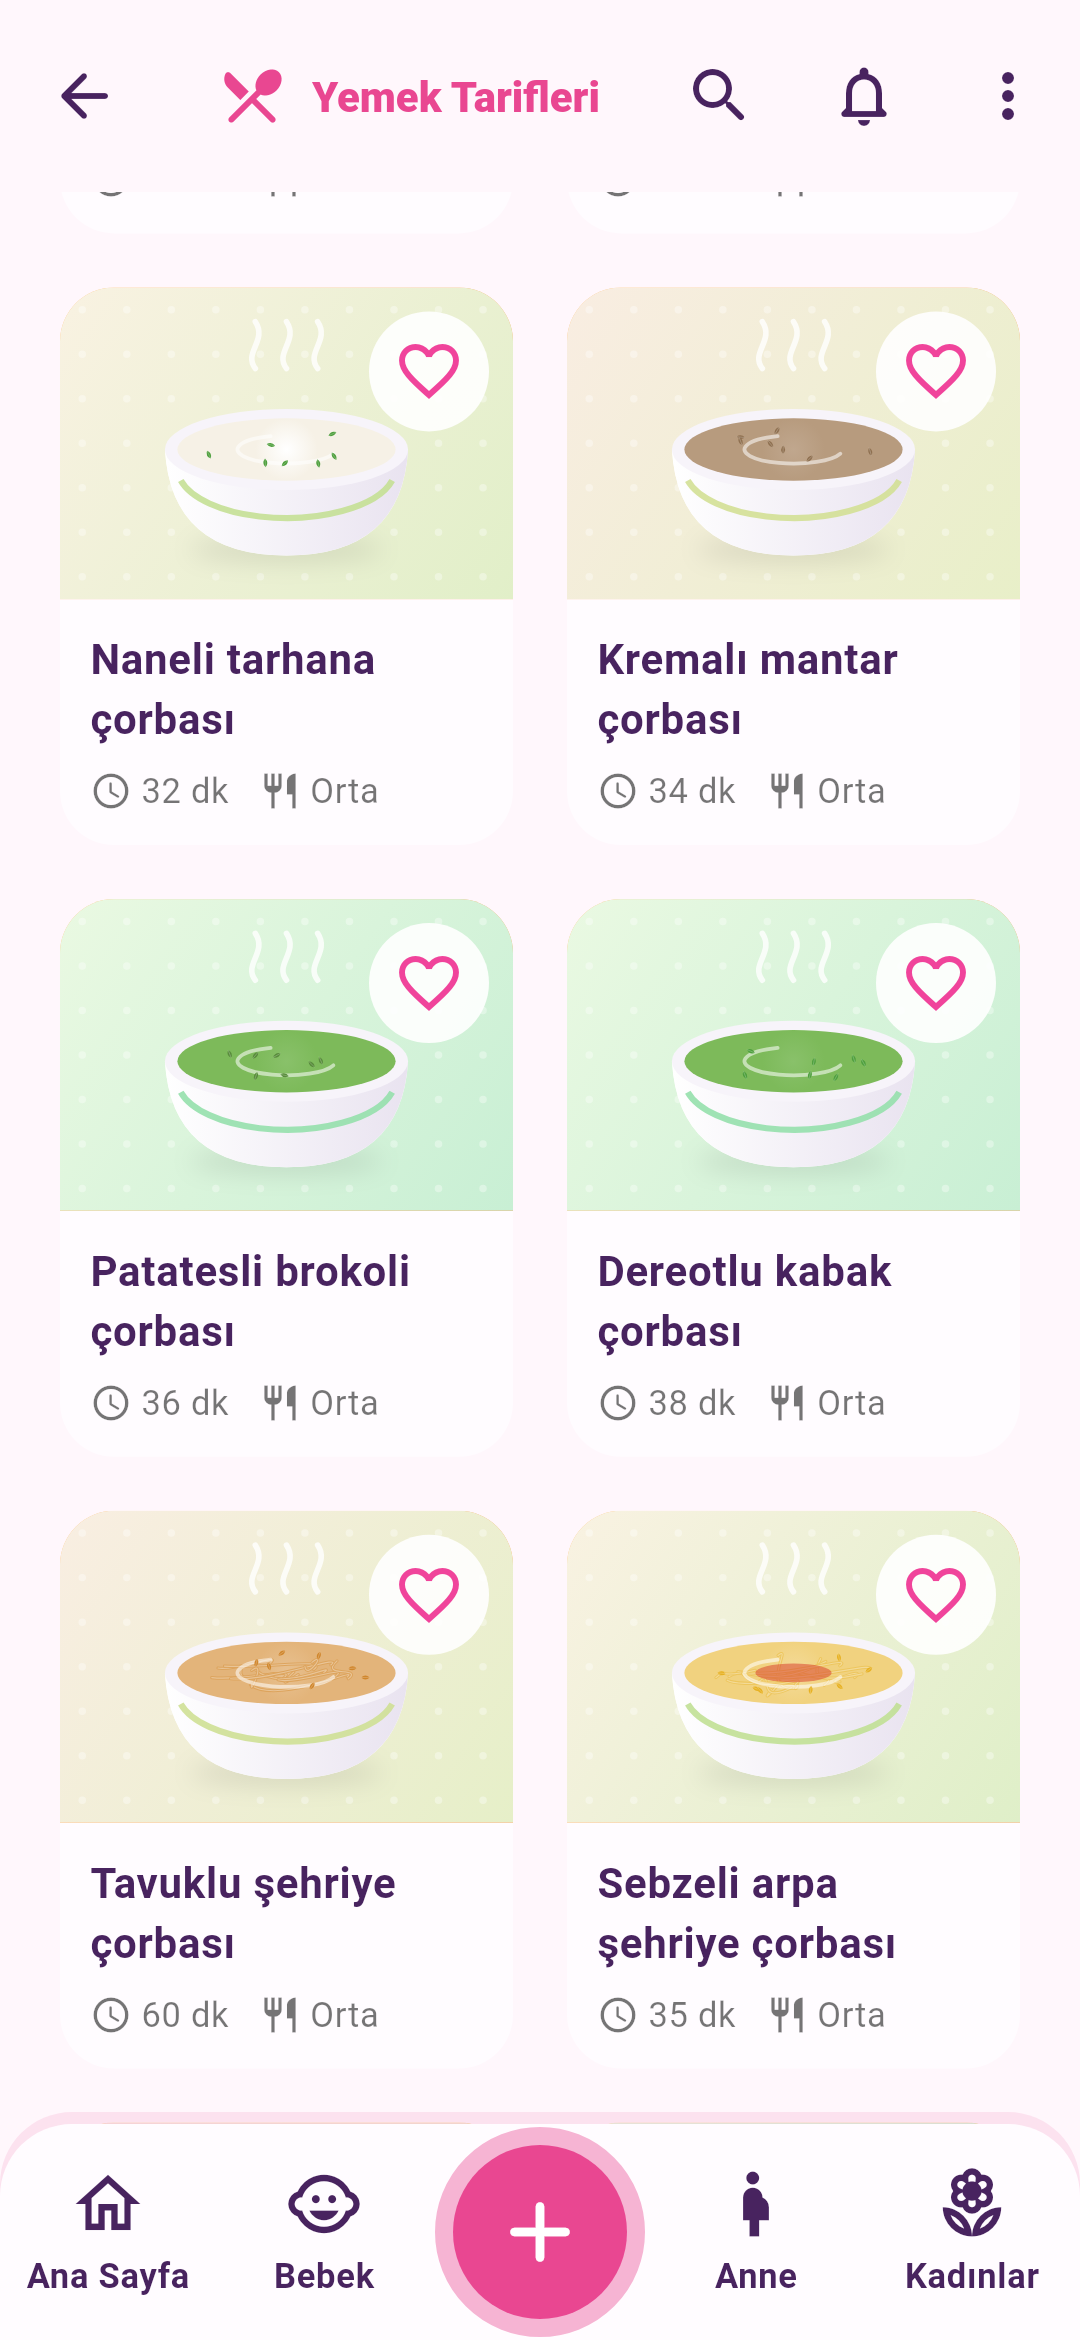 Yemek Tarifleri
Naneli tarhana
çorbası
32 dk Orta
Kremalı mantar
çorbası
34 dk Orta
Patatesli brokoli
çorbası
36 dk Orta
Dereotlu kabak
çorbası
38 dk Orta
Tavuklu şehriye
çorbası
60 dk Orta
Sebzeli arpa
şehriye çorbası
35 dk Orta
Ana Sayfa
Bebek
Anne
Kadınlar